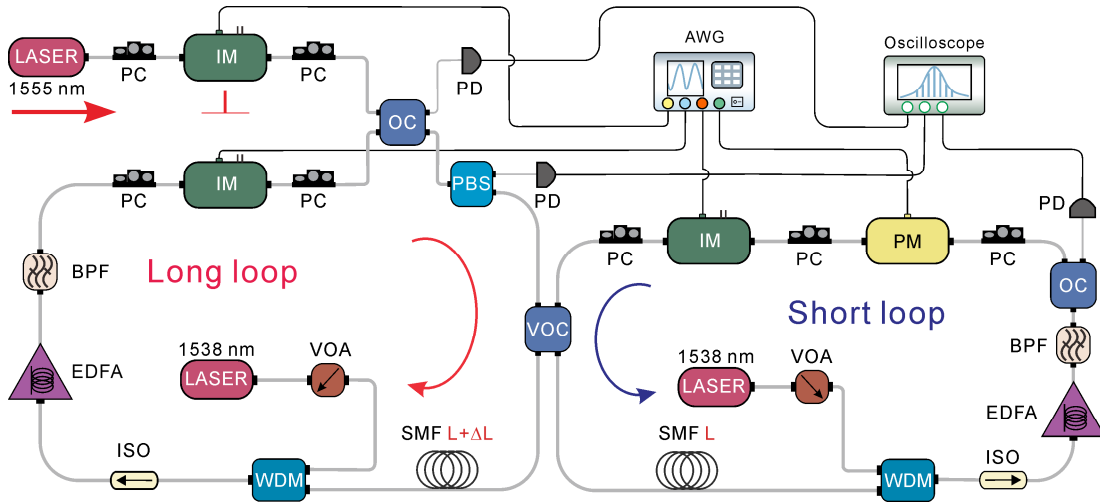 LASER
1555 nm
PC
IM
PC
OC
PD
AWG
Oscilloscope
PC
IM
PC
PBS
PD
PD
PC
IM
PC
PM
PC
OC
BPF
Long loop
VOC
Short loop
BPF
EDFA
1538 nm
LASER
VOA
1538 nm
LASER
VOA
EDFA
ISO
WDM
SMF L+ΔL
SMF L
WDM
ISO